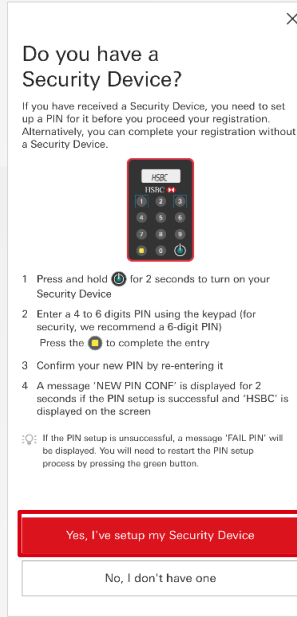 Do you have a
Security Device?
If you have received a Security Device, you need to set
up a PIN for it before you proceed your registration.
Alternatively, you can complete your registration without
a Security Device.
HSBC
HSBC
1 2 3
4 5 6
7 8 9
0
1 Press and hold for 2 seconds to turn on your
Security Device
2 Enter a 4 to 6 digits PIN using the keypad (for
security, we recommend a 6-digit PIN)
Press the to complete the entry
3 Confirm your new PIN by re-entering it
4 A message 'NEW PIN CONF' is displayed for 2
seconds if the PIN setup is successful and 'HSBC' is
displayed on the screen
If the PIN setup is unsuccessful, a message 'FAIL PIN' will
be displayed. You will need to restart the PIN setup
process by pressing the green button.
Yes, I've setup my Security Device
No, I don't have one